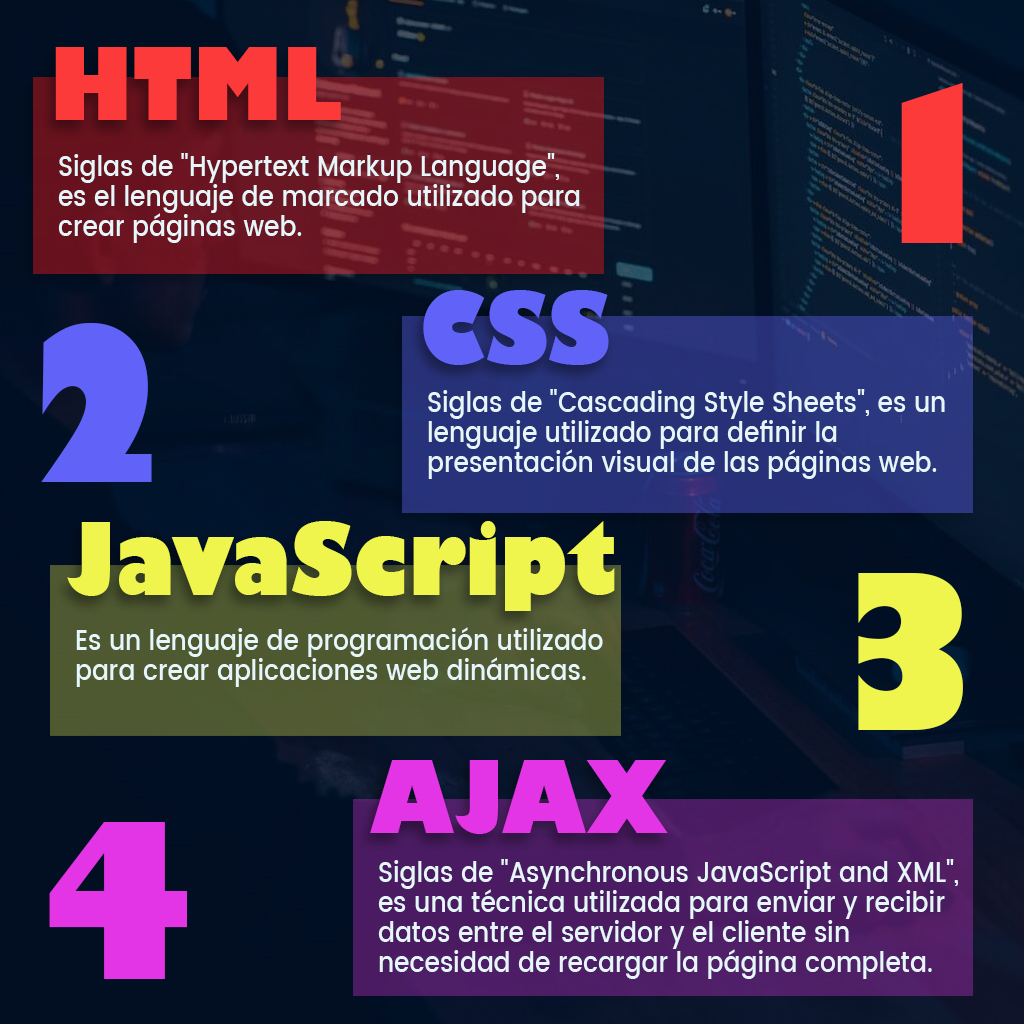 HTML
1
Siglas de "Hypertext Markup Language",
es el lenguaje de marcado utilizado para
crear páginas web.
2
CSS
Siglas de "Cascading Style Sheets", es un
lenguaje utilizado para definir la
presentación visual de las páginas web.
JavaScript
3
Es un lenguaje de programación utilizado
para crear aplicaciones web dinámicas.
4
AJAX
Siglas de "Asynchronous JavaScript and XML",
es una técnica utilizada para enviar y recibir
datos entre el servidor y el cliente sin
necesidad de recargar la página completa.
Coca-Cola